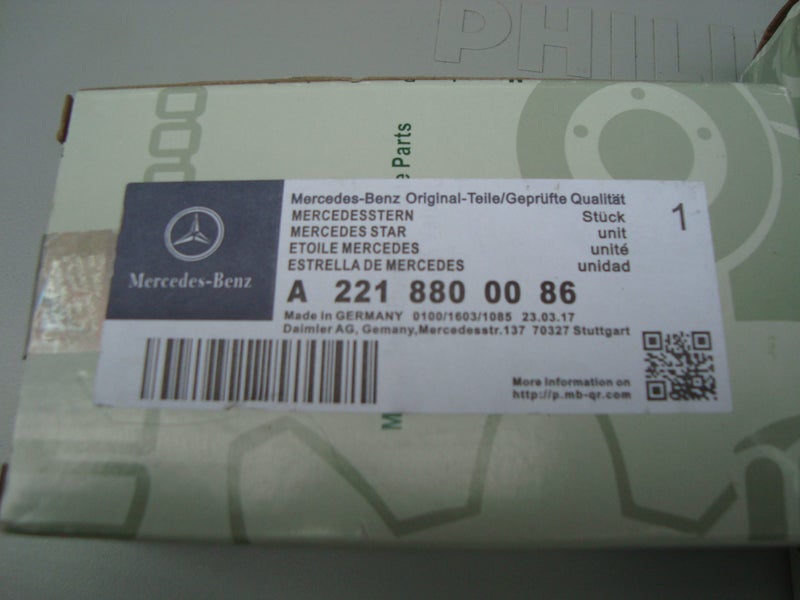 PHILI
e Parts
Mercedes-Benz
Mercedes-Benz Original-Teile/Geprüfte Qualität
MERCEDESSTERN Stück 1
MERCEDES STAR unit
ETOILE MERCEDES unité
ESTRELLA DE MERCEDES unidad
A 221 880 00 86
Made in GERMANY 0100/1603/1085 23.03.17
Daimler AG, Gemany,Mercedesstr.137 70327 Stuttgart
More Information on
http://p.mb-qr.com
M